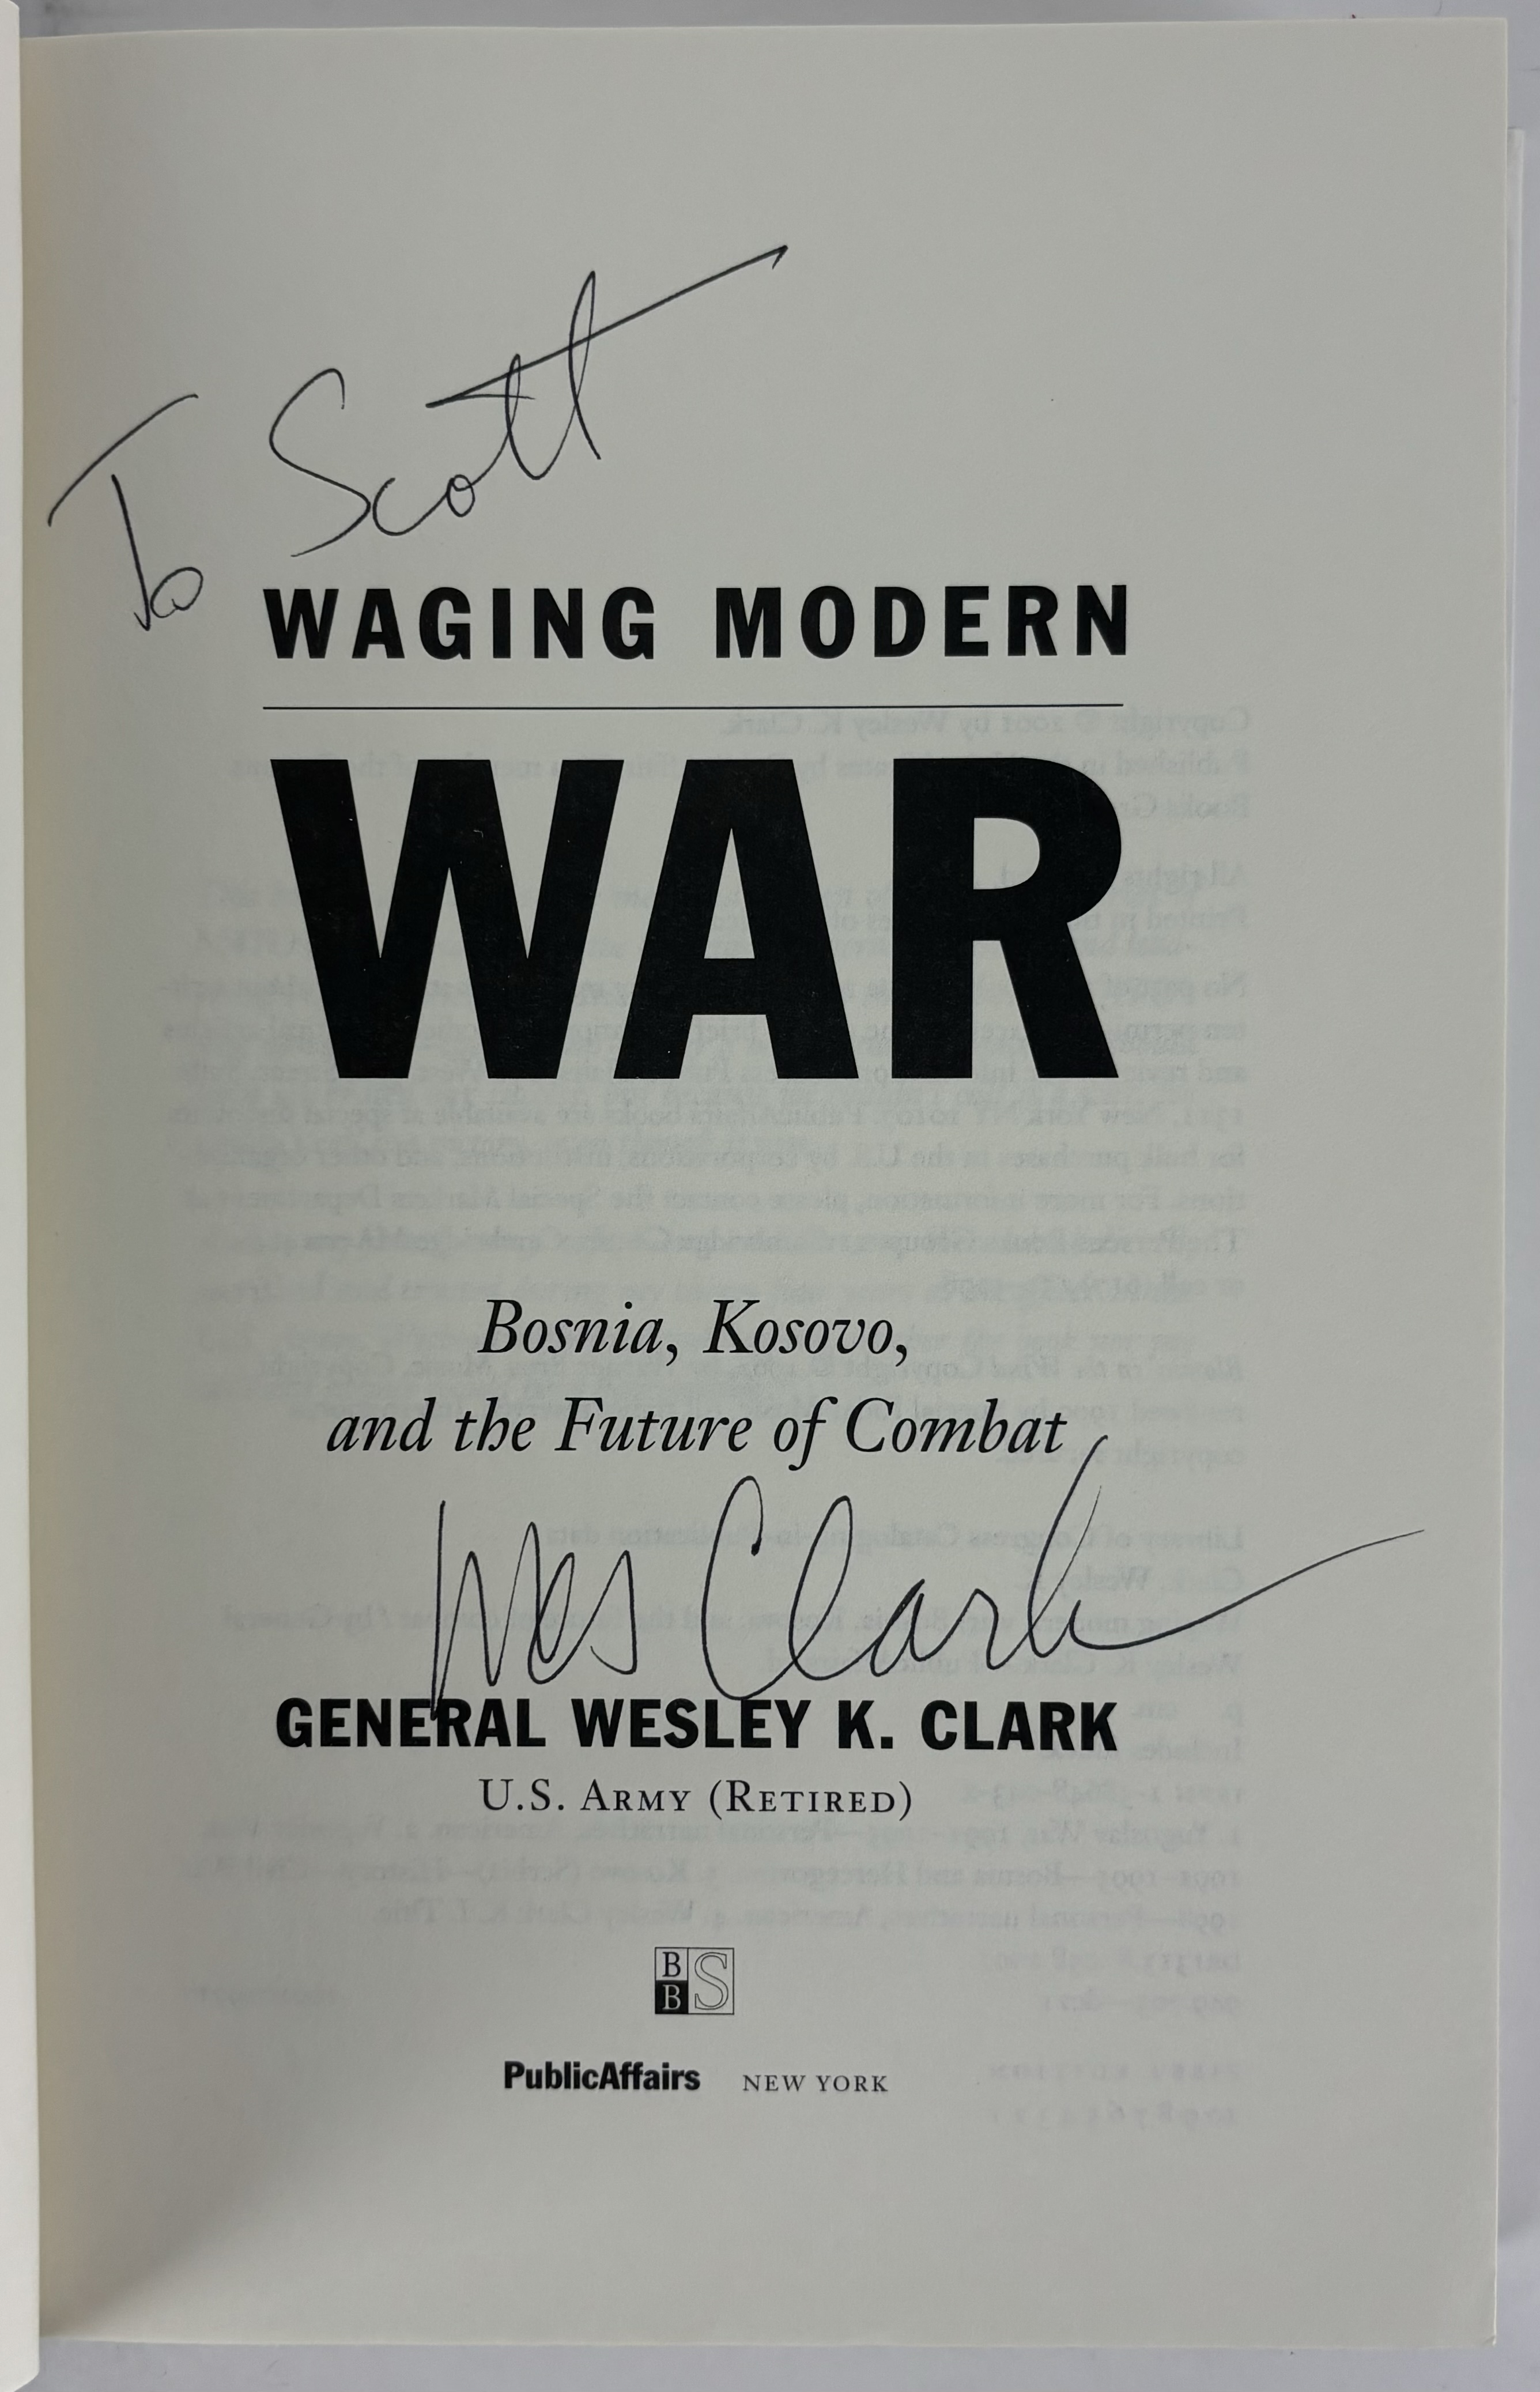 To Scott
WAGING MODERN
WAR
Bosnia, Kosovo,
and the Future of Combat
Wes Clark
GENERAL WESLEY K. CLARK
U.S. ARMY (RETIRED)
B S
B
PublicAffairs NEW YORK